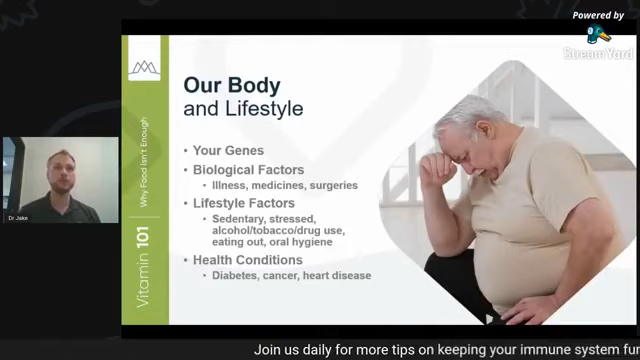 Powered by
StreamYard
Our Body
and Lifestyle
• Your Genes
• Biological Factors
• Illness, medicines, surgeries
• Lifestyle Factors
• Sedentary, stressed,
alcohol/tobacco/drug use,
eating out, oral hygiene
• Health Conditions
• Diabetes, cancer, heart disease
Vitamin 101
Why Food Isn't Enough
Dr Jake
Join us daily for more tips on keeping your immune system fu